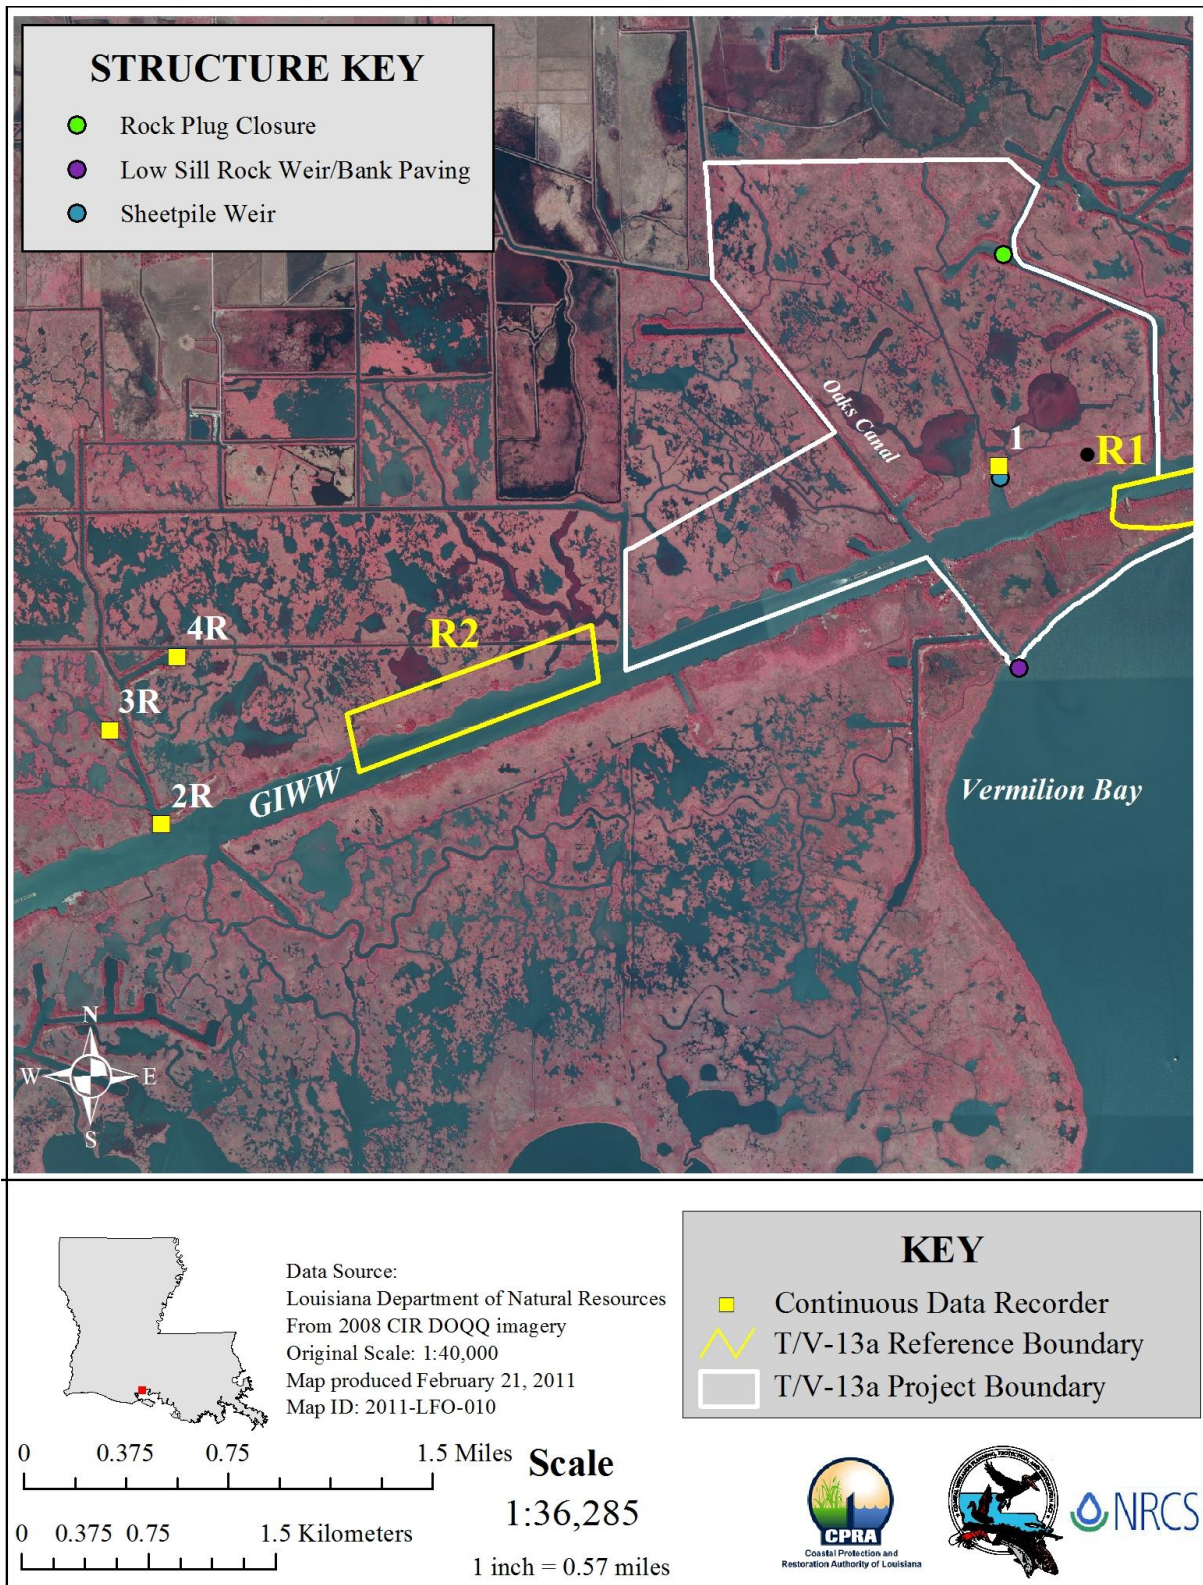 STRUCTURE KEY
Rock Plug Closure
Low Sill Rock Weir/Bank Paving
Sheetpile Weir
Oaks Canal
1
R1
4R
R2
3R
2R
GIWW
Vermilion Bay
N
W E
S
Data Source:
Louisiana Department of Natural Resources
From 2008 CIR DOQQ imagery
Original Scale: 1:40,000
Map produced February 21, 2011
Map ID: 2011-LFO-010
KEY
Continuous Data Recorder
T/V-13a Reference Boundary
T/V-13a Project Boundary
0 0.375 0.75 1.5 Miles
0 0.375 0.75 1.5 Kilometers
Scale
1:36,285
1 inch = 0.57 miles
CPRA
Coastal Protection and
Restoration Authority of Louisiana
NRCS